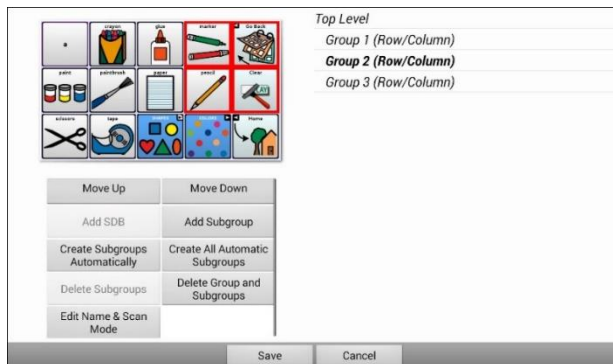 Top Level
Group 1 (Row/Column)
Group 2 (Row/Column)
Group 3 (Row/Column)
a
crayon
glue
marker
Go Back
paint
paintbrush
paper
pencil
Clear
scissors
tape
SHAPES
COLORS
Home
Move Up
Move Down
Add SDB
Add Subgroup
Create Subgroups
Automatically
Create All Automatic
Subgroups
Delete Subgroups
Delete Group and
Subgroups
Edit Name & Scan
Mode
Save
Cancel